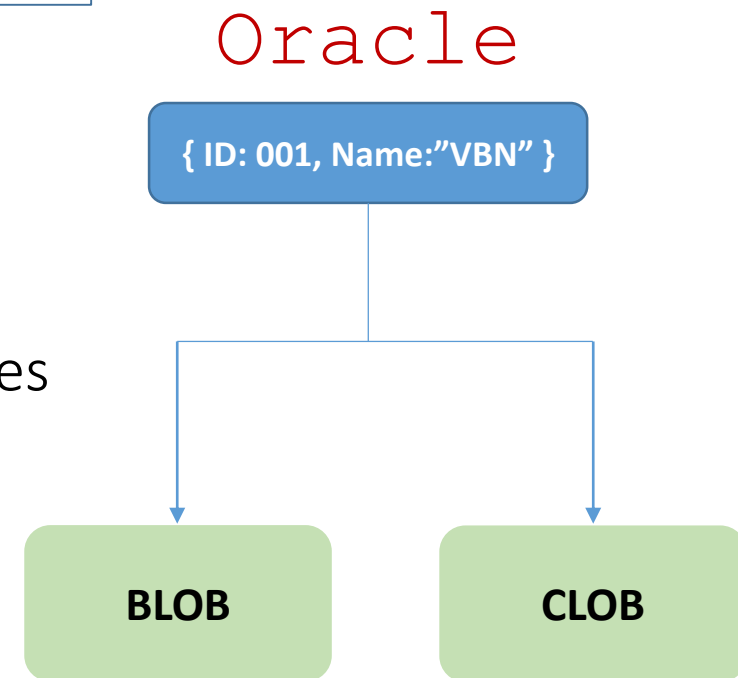 Oracle
{ ID: 001, Name:”VBN” }
es
BLOB
CLOB